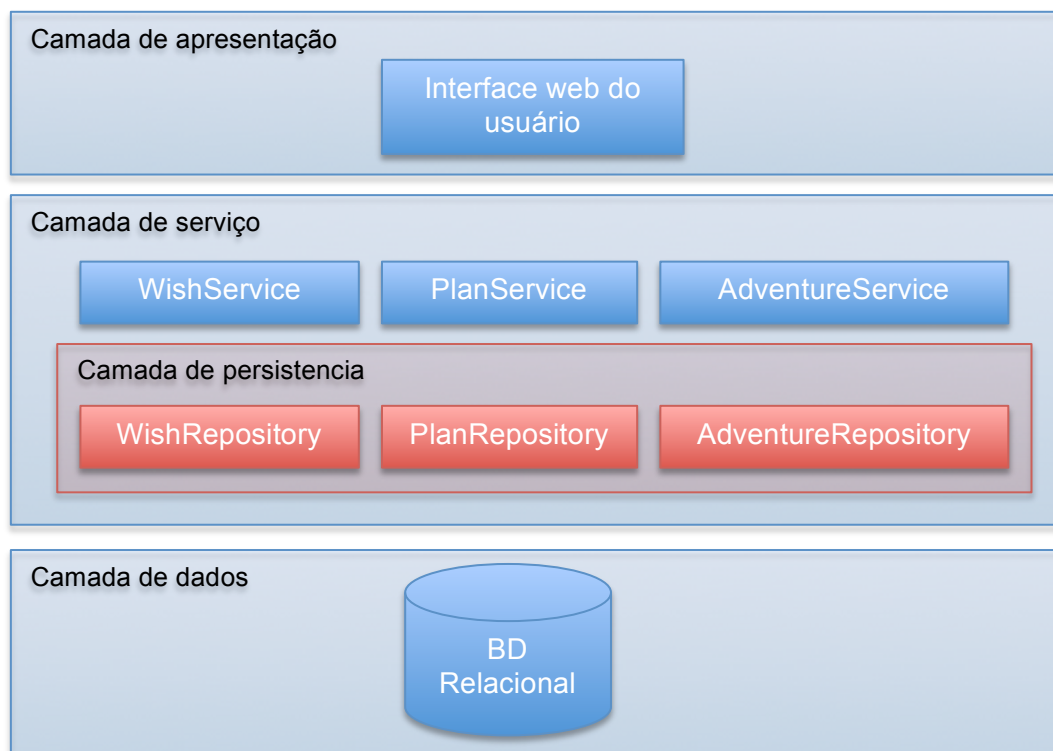 Camada de apresentação
Interface web do
usuário
Camada de serviço
WishService
PlanService
AdventureService
Camada de persistencia
WishRepository
PlanRepository
AdventureRepository
Camada de dados
BD
Relacional